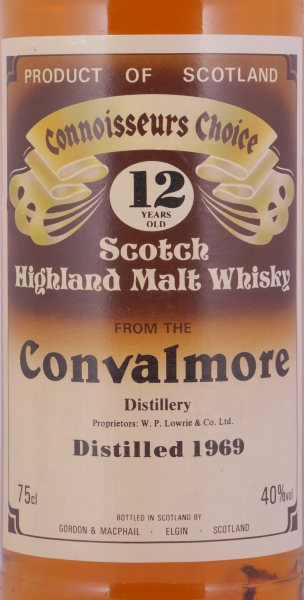 PRODUCT OF SCOTLAND
Connoisseurs Choice
12
YEARS
OLD
Scotch
Highland Malt Whisky
FROM THE
Convalmore
Distillery
Proprietors: W. P. Lowrie & Co. Ltd.
Distilled 1969
75cl 40%vol
BOTTLED IN SCOTLAND BY
GORDON & MACPHAIL · ELGIN · SCOTLAND